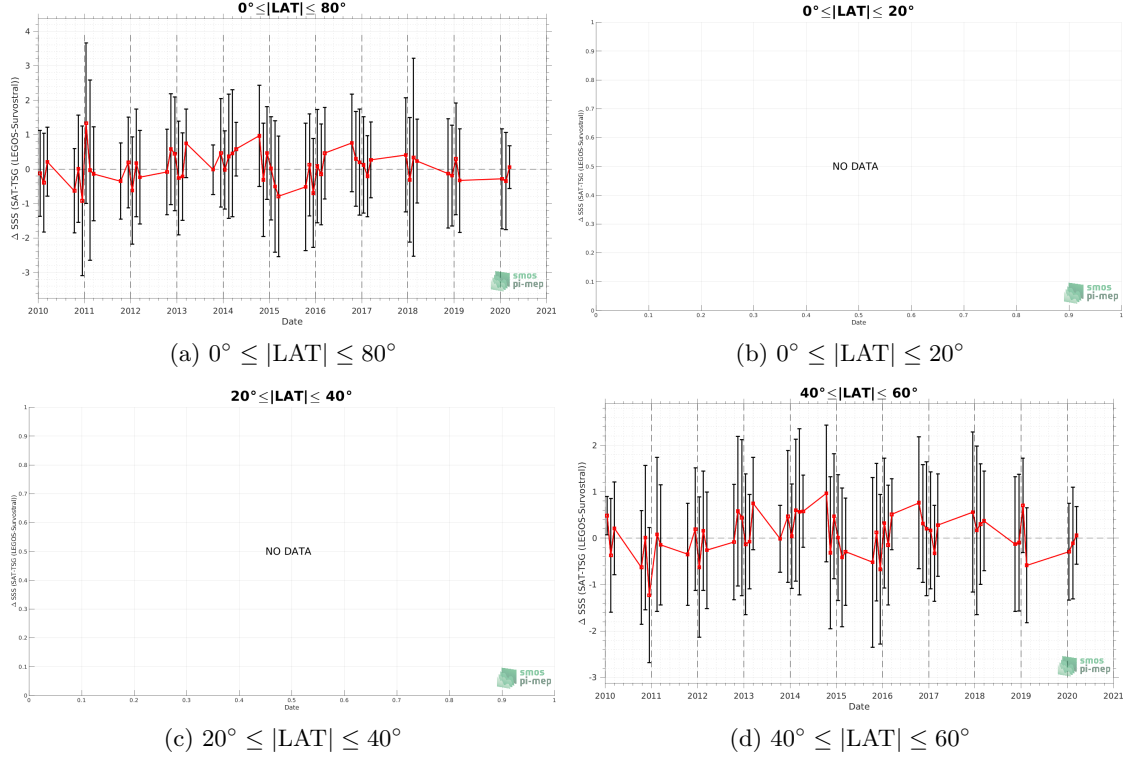 0°≤|LAT|≤ 80°
Δ SSS (SAT-TSG (LEGOS-Survostral))
4
3
2
1
0
-1
-2
-3
2010 2011 2012 2013 2014 2015 2016 2017 2018 2019 2020 2021
Date
smos
pi-mep
(a) 0° ≤ |LAT| ≤ 80°
0°≤|LAT|≤ 20°
Δ SSS (SAT-TSG (LEGOS-Survostral))
1
0.9
0.8
0.7
0.6
0.5
0.4
0.3
0.2
0.1
0
NO DATA
0 0.1 0.2 0.3 0.4 0.5 0.6 0.7 0.8 0.9 1
Date
smos
pi-mep
(b) 0° ≤ |LAT| ≤ 20°
20°≤|LAT|≤ 40°
Δ SSS (SAT-TSG (LEGOS-Survostral))
1
0.9
0.8
0.7
0.6
0.5
0.4
0.3
0.2
0.1
0
NO DATA
0 0.1 0.2 0.3 0.4 0.5 0.6 0.7 0.8 0.9 1
Date
smos
pi-mep
(c) 20° ≤ |LAT| ≤ 40°
40°≤|LAT|≤ 60°
Δ SSS (SAT-TSG (LEGOS-Survostral))
2
1
0
-1
-2
-3
2010 2011 2012 2013 2014 2015 2016 2017 2018 2019 2020 2021
Date
smos
pi-mep
(d) 40° ≤ |LAT| ≤ 60°